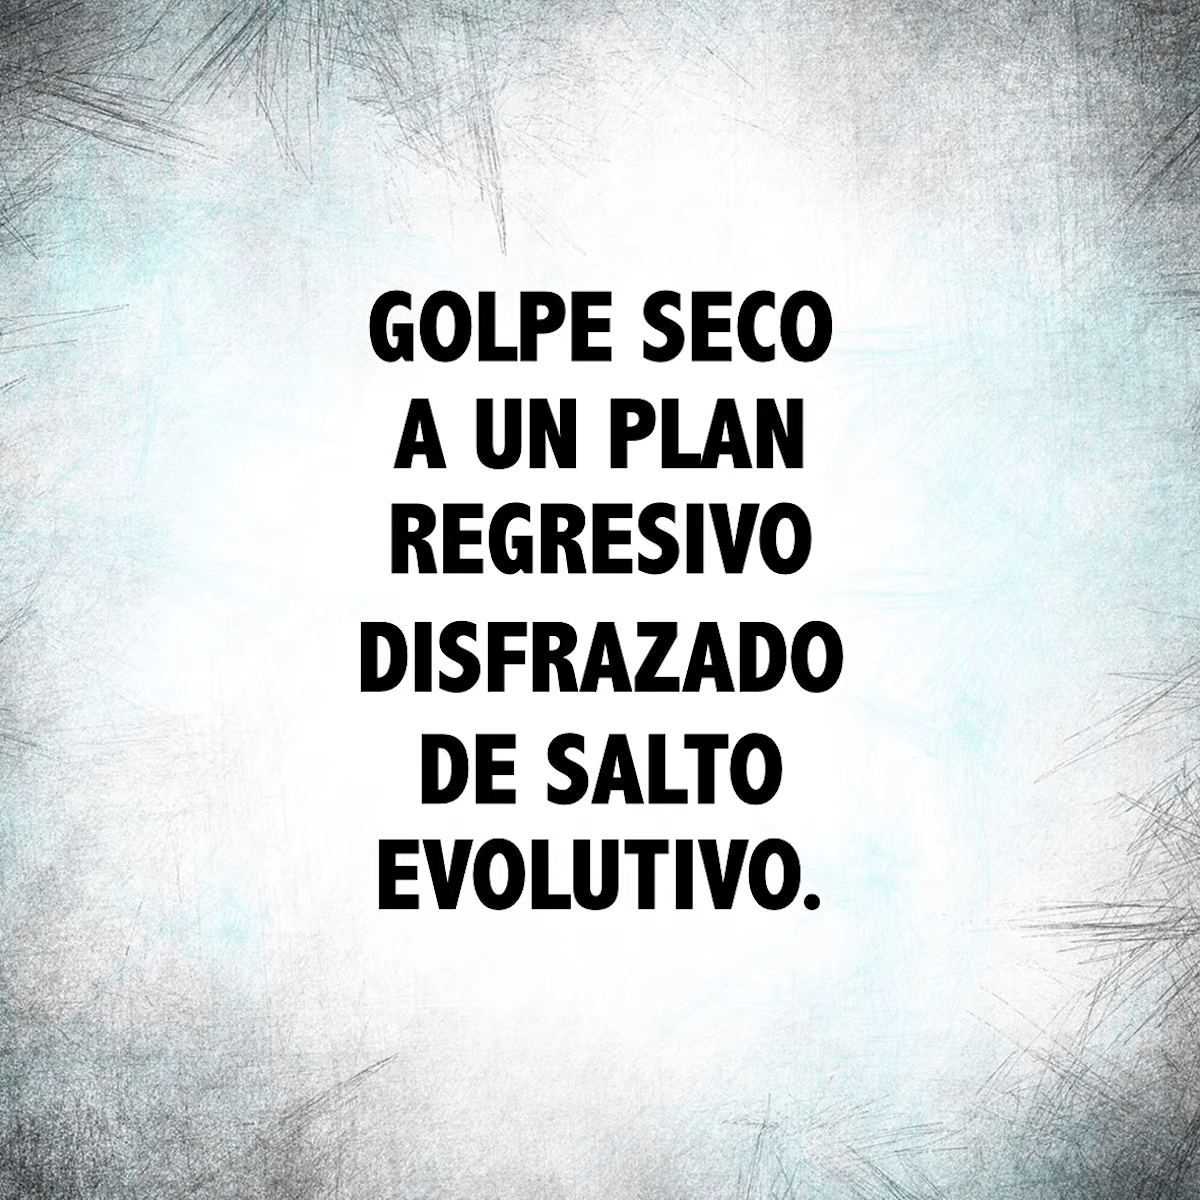 GOLPE SECO
A UN PLAN
REGRESIVO
DISFRAZADO
DE SALTO
EVOLUTIVO.